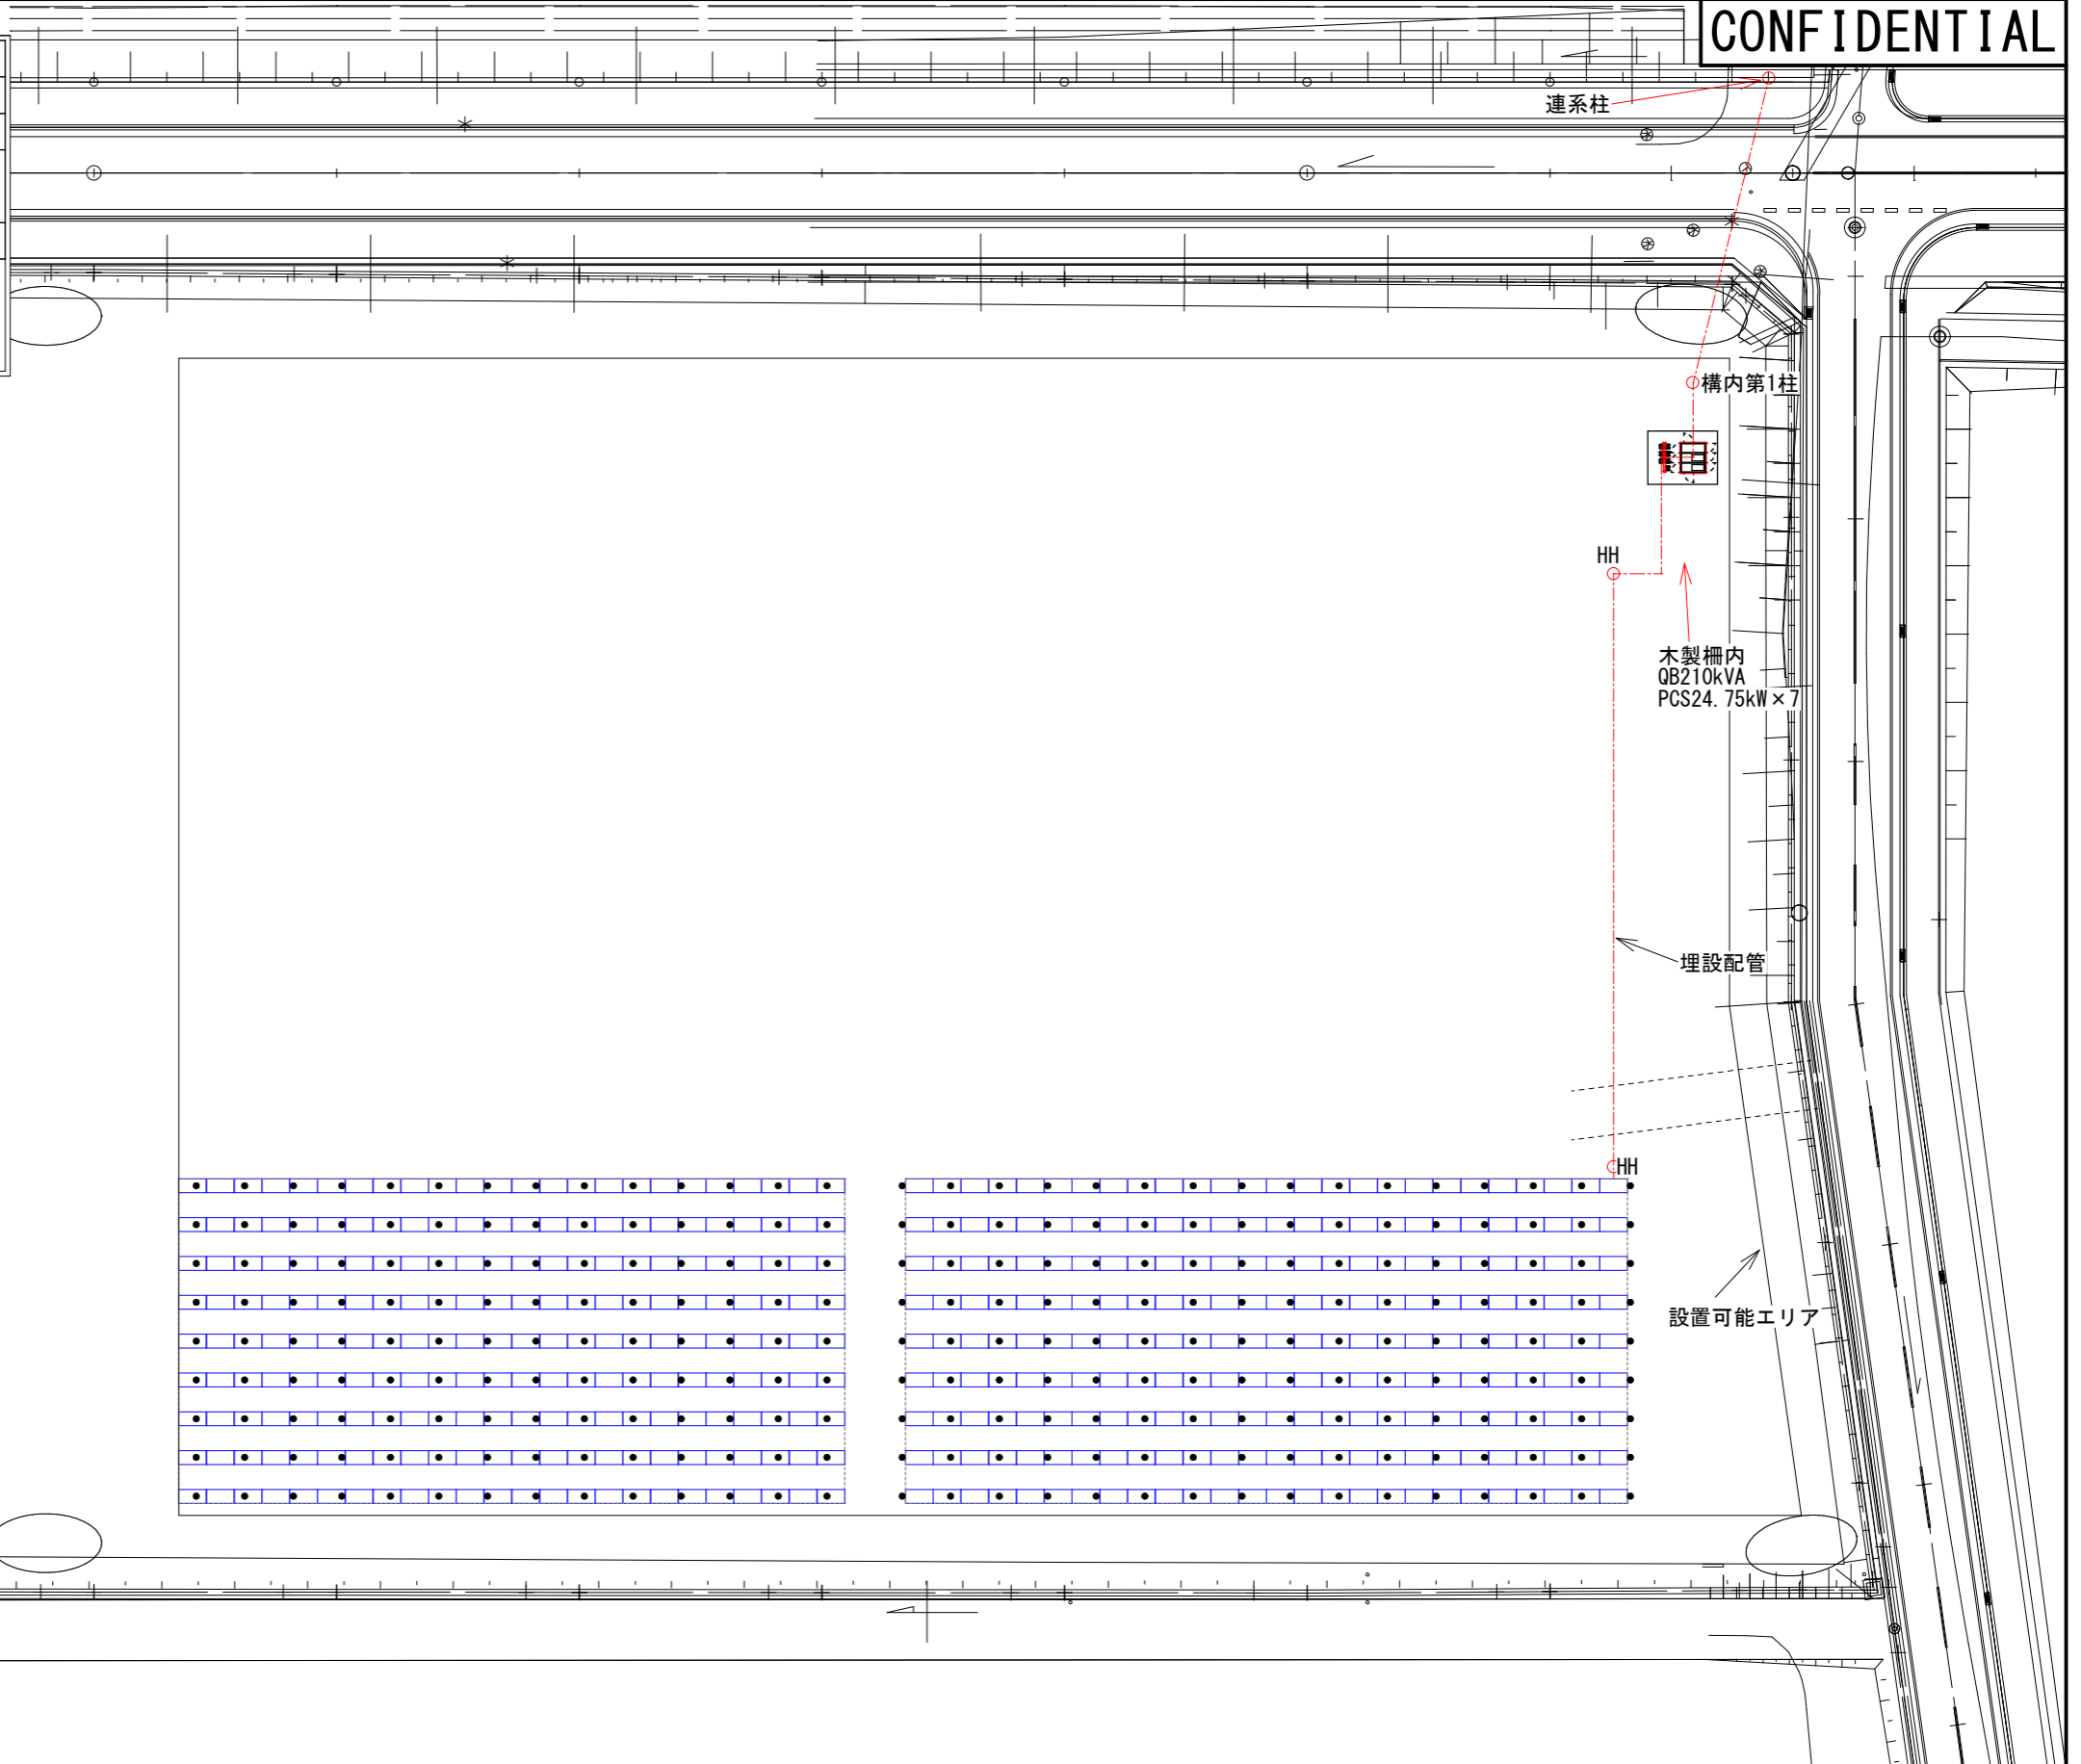 CONFIDENTIAL
連系柱
構内第1柱
HH
木製柵内
QB210kVA
PCS24.75kW×7
埋設配管
HH
設置可能エリア